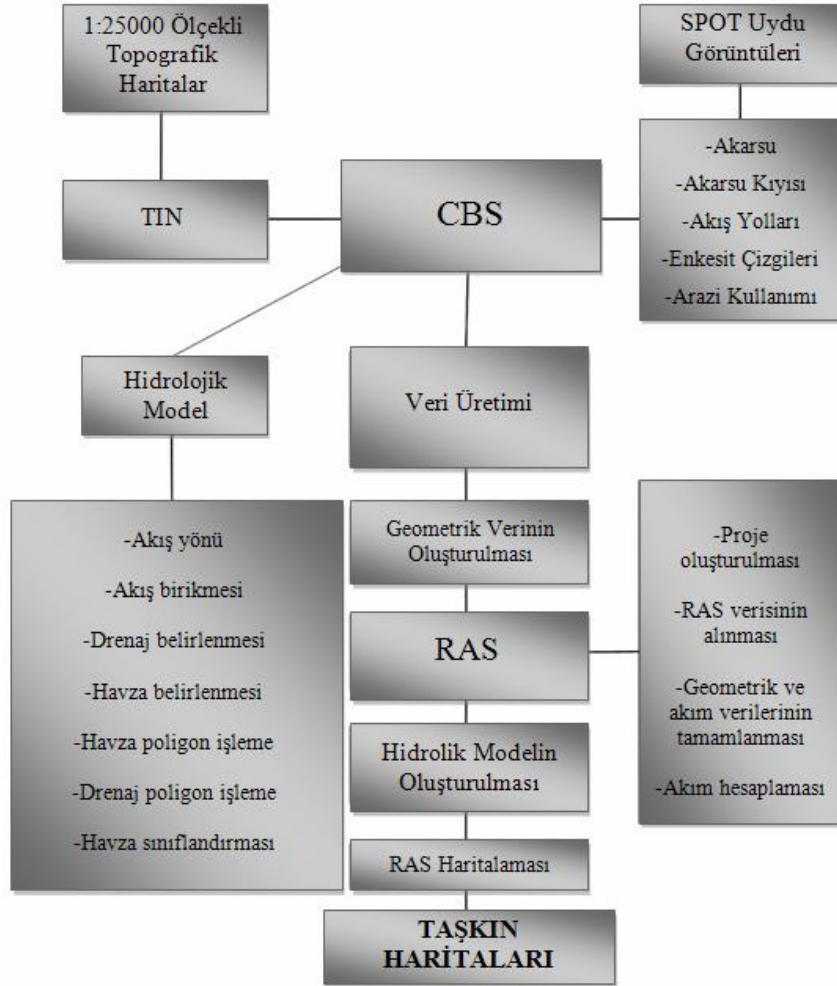 1:25000 Ölçekli
Topografik
Haritalar
SPOT Uydu
Görüntüleri
TIN
CBS
-Akarsu
-Akarsu Kıyısı
-Akış Yolları
-Enkesit Çizgileri
-Arazi Kullanımı
Hidrolojik
Model
Veri Üretimi
-Akış yönü
-Akış birikmesi
-Drenaj belirlenmesi
-Havza belirlenmesi
-Havza poligon işleme
-Drenaj poligon işleme
-Havza sınıflandırması
Geometrik Verinin
Oluşturulması
RAS
-Proje
oluşturulması
-RAS verisinin
alınması
-Geometrik ve
akım verilerinin
tamamlanması
-Akım hesaplaması
Hidrolik Modelin
Oluşturulması
RAS Haritalaması
TAŞKIN
HARİTALARI